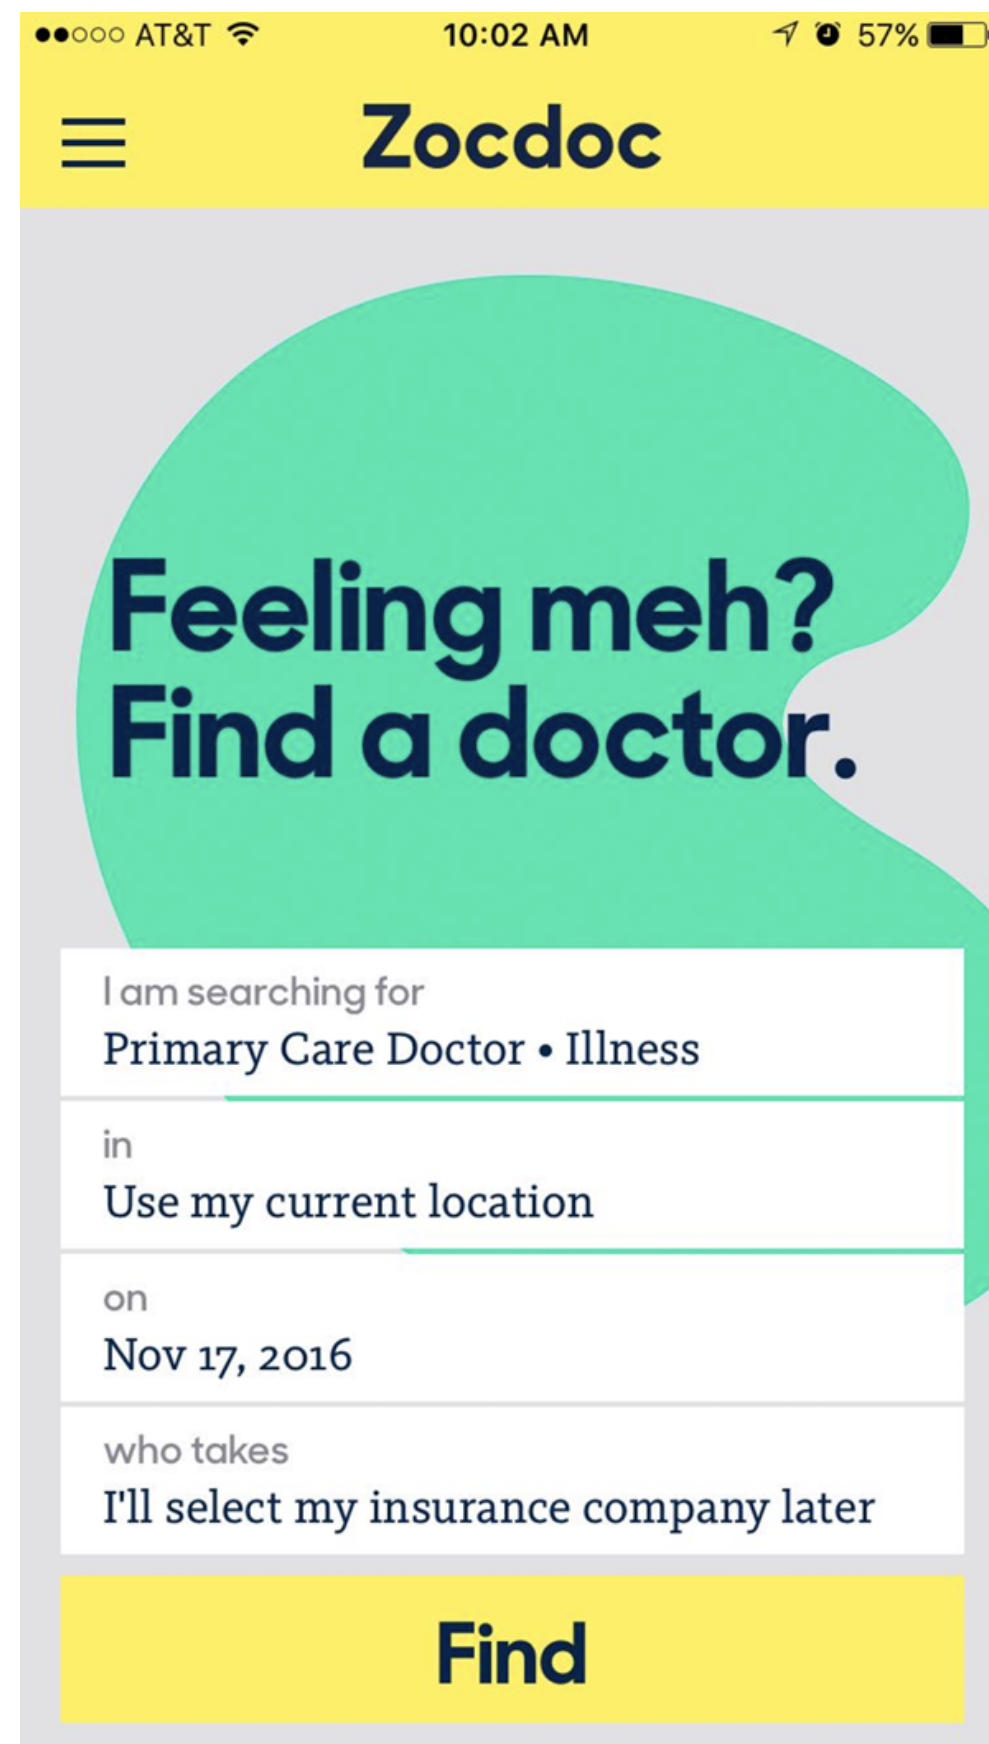 AT&T 10:02 AM 57%
Zocdoc
Feeling meh?
Find a doctor.
I am searching for
Primary Care Doctor • Illness
in
Use my current location
on
Nov 17, 2016
who takes
I'll select my insurance company later
Find